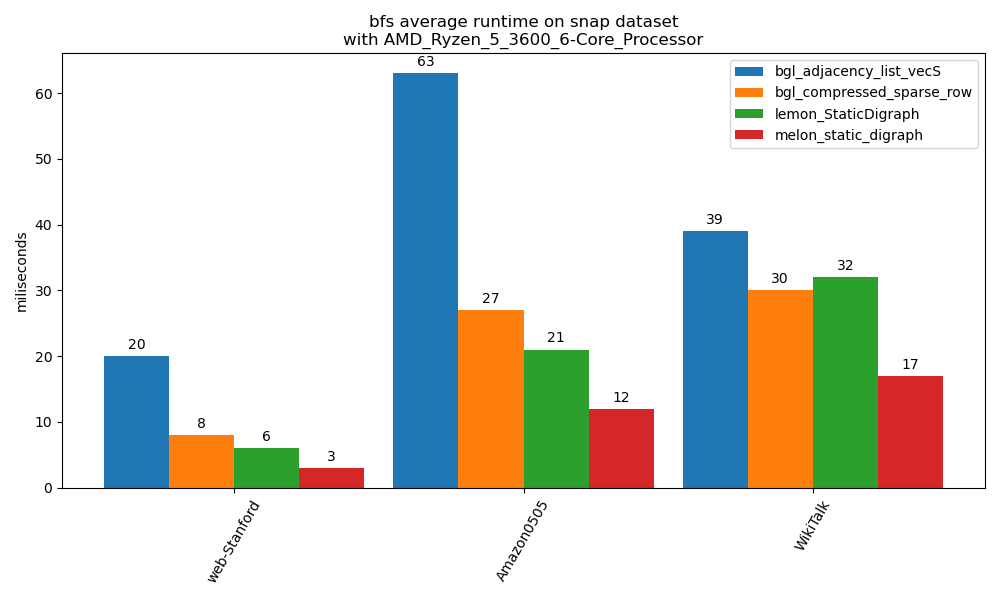 bfs average runtime on snap dataset
with AMD_Ryzen_5_3600_6-Core_Processor
miliseconds
60
50
40
30
20
10
0
20
8
6
3
63
27
21
12
39
30
32
17
bgl_adjacency_list_vecS
bgl_compressed_sparse_row
lemon_StaticDigraph
melon_static_digraph
web-Stanford
Amazon0505
WikiTalk